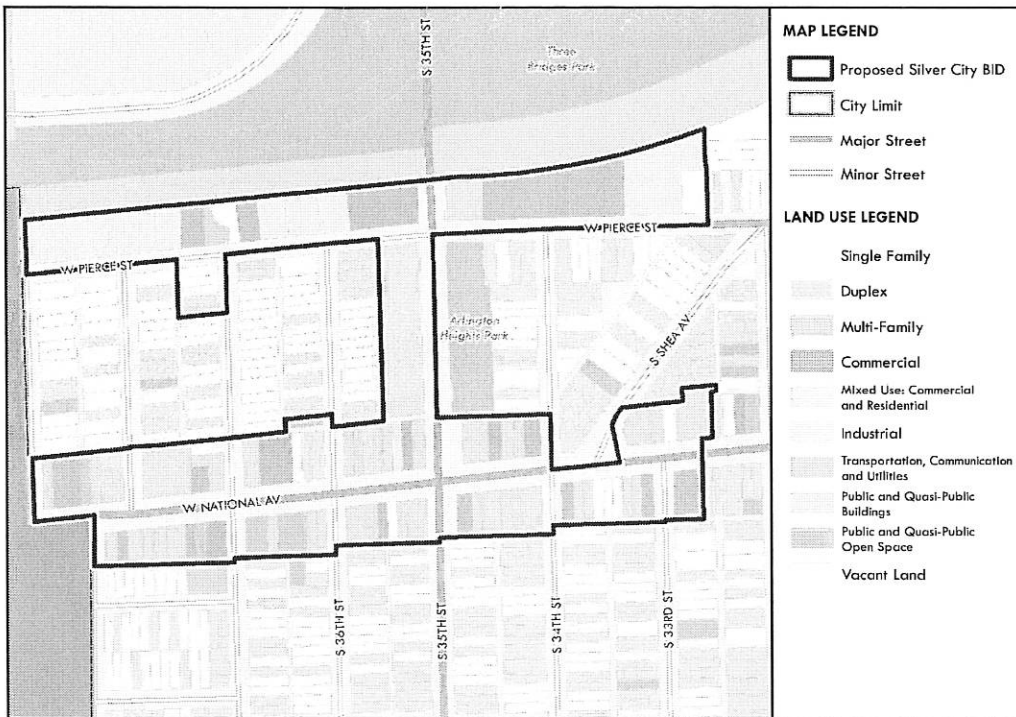 S 35TH ST
Three
Bridges Park
W PIERCE ST
W PIERCE ST
Arlington
Heights Park
S SHEA AV
W NATIONAL AV
S 36TH ST
S 35TH ST
S 34TH ST
S 33RD ST
MAP LEGEND
Proposed Silver City BID
City Limit
Major Street
Minor Street
LAND USE LEGEND
Single Family
Duplex
Multi-Family
Commercial
Mixed Use: Commercial
and Residential
Industrial
Transportation, Communication
and Utilities
Public and Quasi-Public
Buildings
Public and Quasi-Public
Open Space
Vacant Land